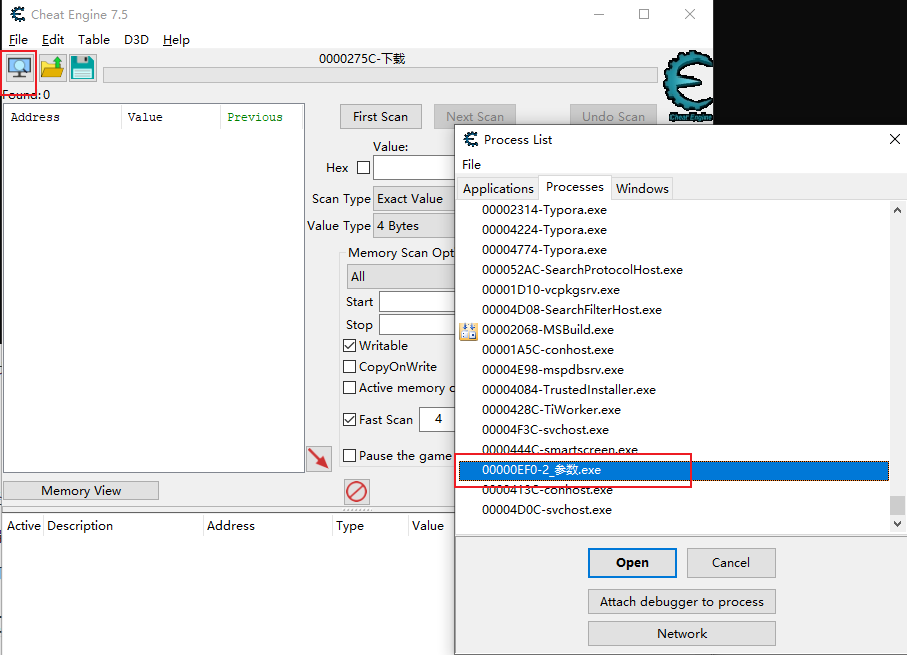 Cheat Engine 7.5
File Edit Table D3D Help
0000275C-下载
Found: 0
Address Value Previous
First Scan Next Scan Undo Scan
Cheat Engine
Value:
Hex
Scan Type Exact Value
Value Type 4 Bytes
Memory Scan Opt
All
Start
Stop
Writable
CopyOnWrite
Active memory o
Fast Scan 4
Pause the game
Memory View
Active Description Address Type Value
Process List
File
Applications Processes Windows
00002314-Typora.exe
00004224-Typora.exe
00004774-Typora.exe
000052AC-SearchProtocolHost.exe
00001D10-vcpkgsrv.exe
00004D08-SearchFilterHost.exe
00002068-MSBuild.exe
00001A5C-conhost.exe
00004E98-mspdbsrv.exe
00004084-TrustedInstaller.exe
0000428C-TiWorker.exe
00004F3C-svchost.exe
0000444C-smartscreen.exe
00000EF0-2_参数.exe
0000413C-conhost.exe
00004D0C-svchost.exe
Open Cancel
Attach debugger to process
Network